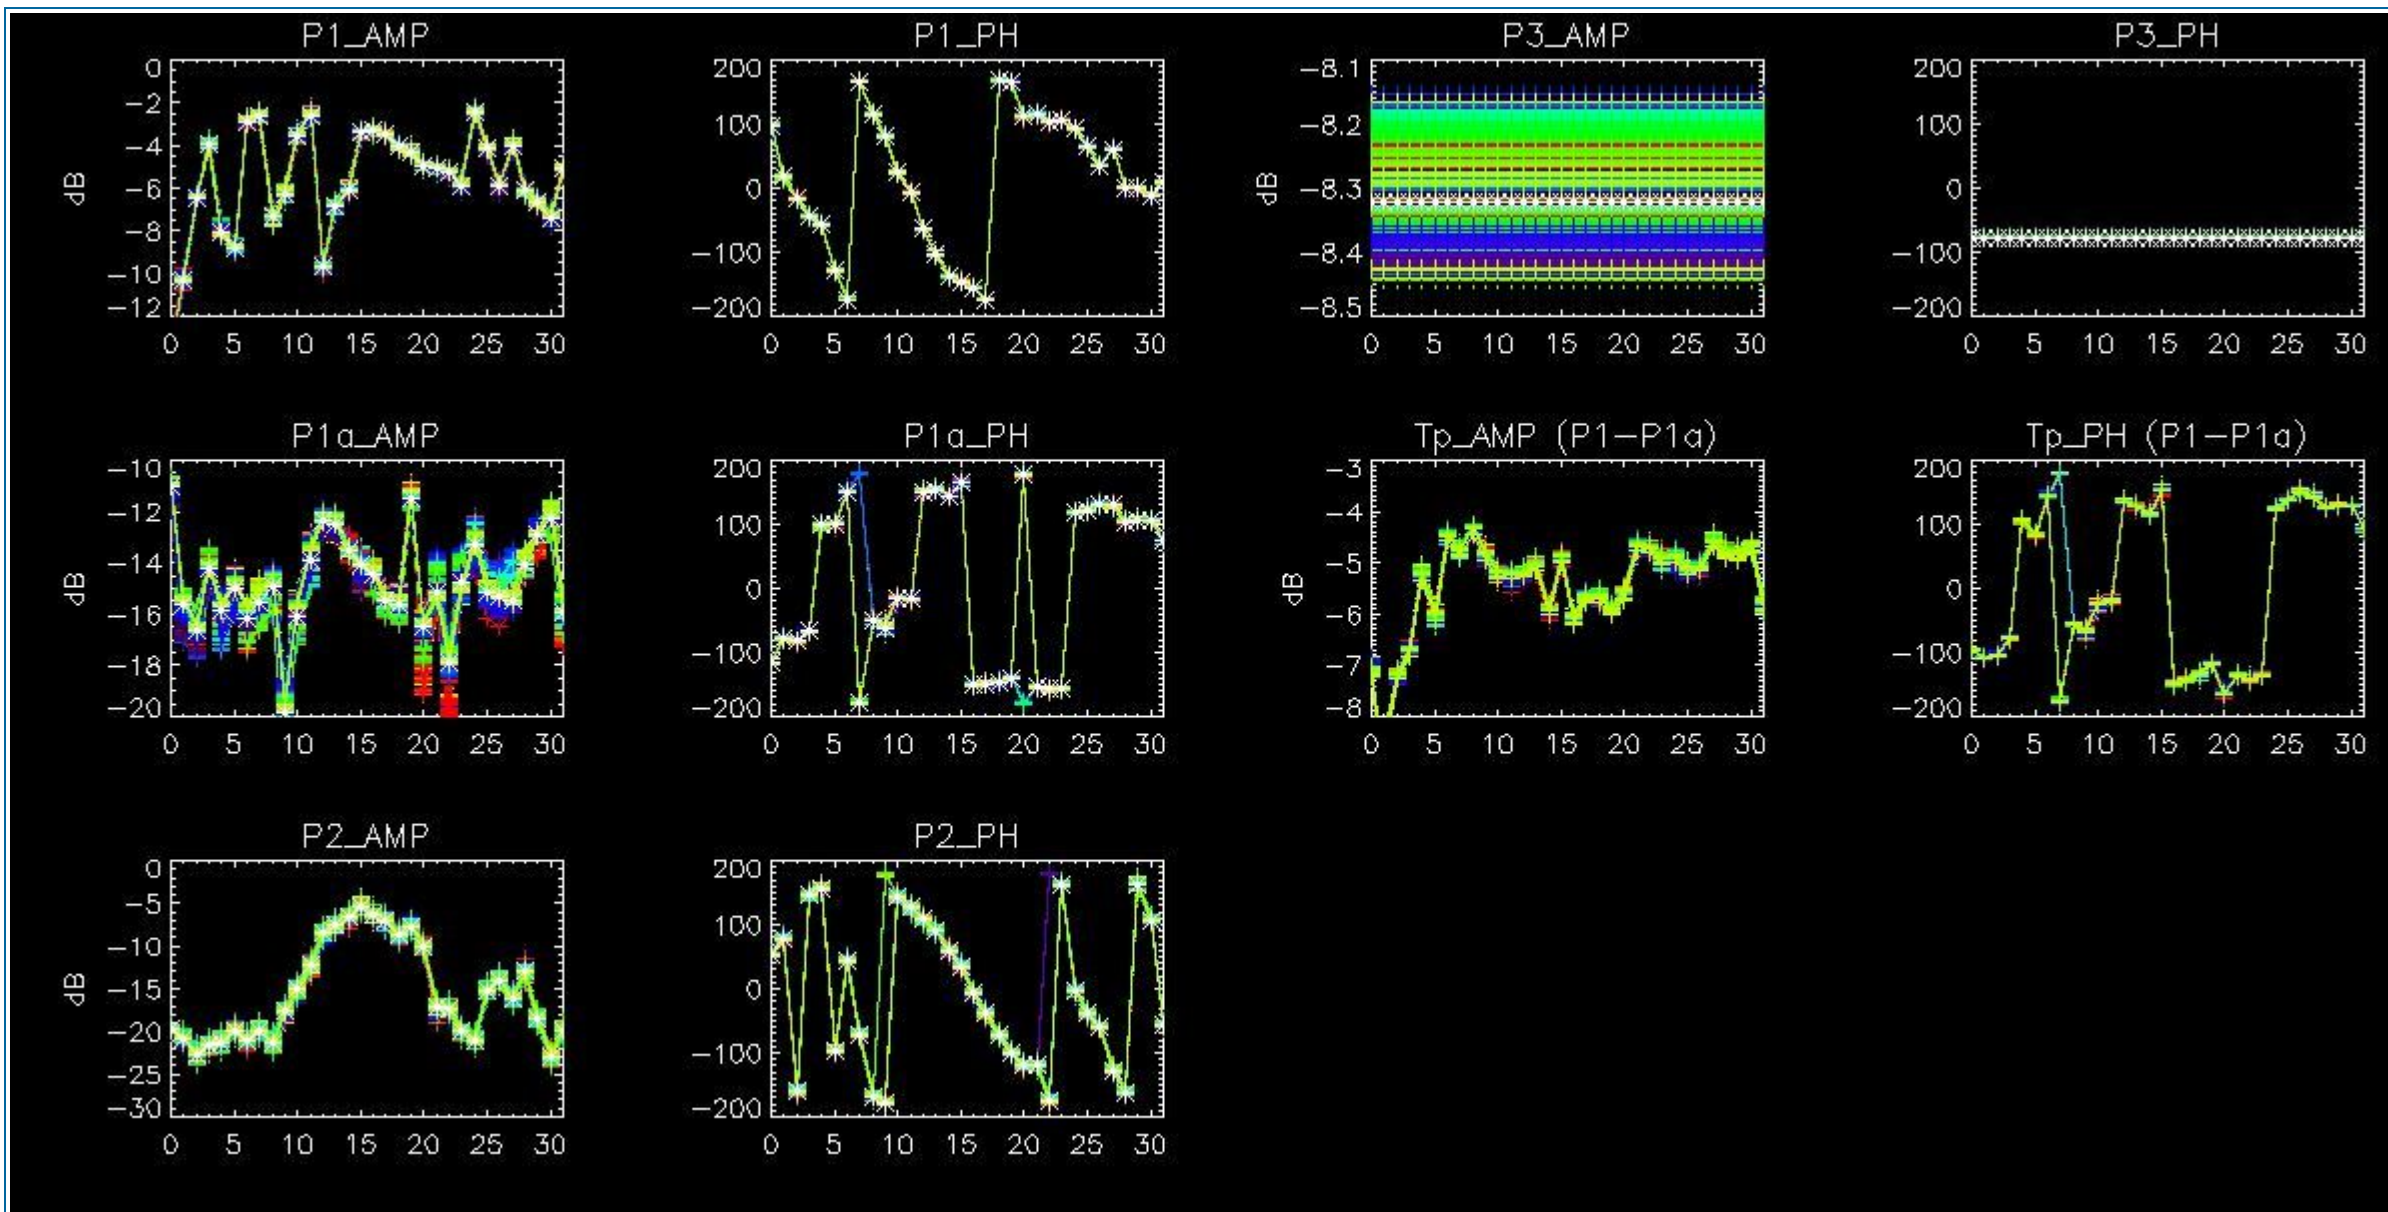 P1_AMP P1_PH P3_AMP P3_PH
0 200 -8.1 200
-2 100 -8.2 100
-4 0 -8.3 0
-6 -100 -8.4 -100
-8 -200 -8.5 -200
-10
-12
dB dB
0 5 10 15 20 25 30 0 5 10 15 20 25 30 0 5 10 15 20 25 30 0 5 10 15 20 25 30
P1a_AMP P1a_PH Tp_AMP (P1-P1a) Tp_PH (P1-P1a)
-10 200 -3 200
-12 100 -4 100
-14 0 -5 0
-16 -100 -6 -100
-18 -200 -7 -200
-20 -8
dB dB
0 5 10 15 20 25 30 0 5 10 15 20 25 30 0 5 10 15 20 25 30 0 5 10 15 20 25 30
P2_AMP P2_PH
0 200
-5 100
-10 0
-15 -100
-20 -200
-25
-30
dB
0 5 10 15 20 25 30 0 5 10 15 20 25 30